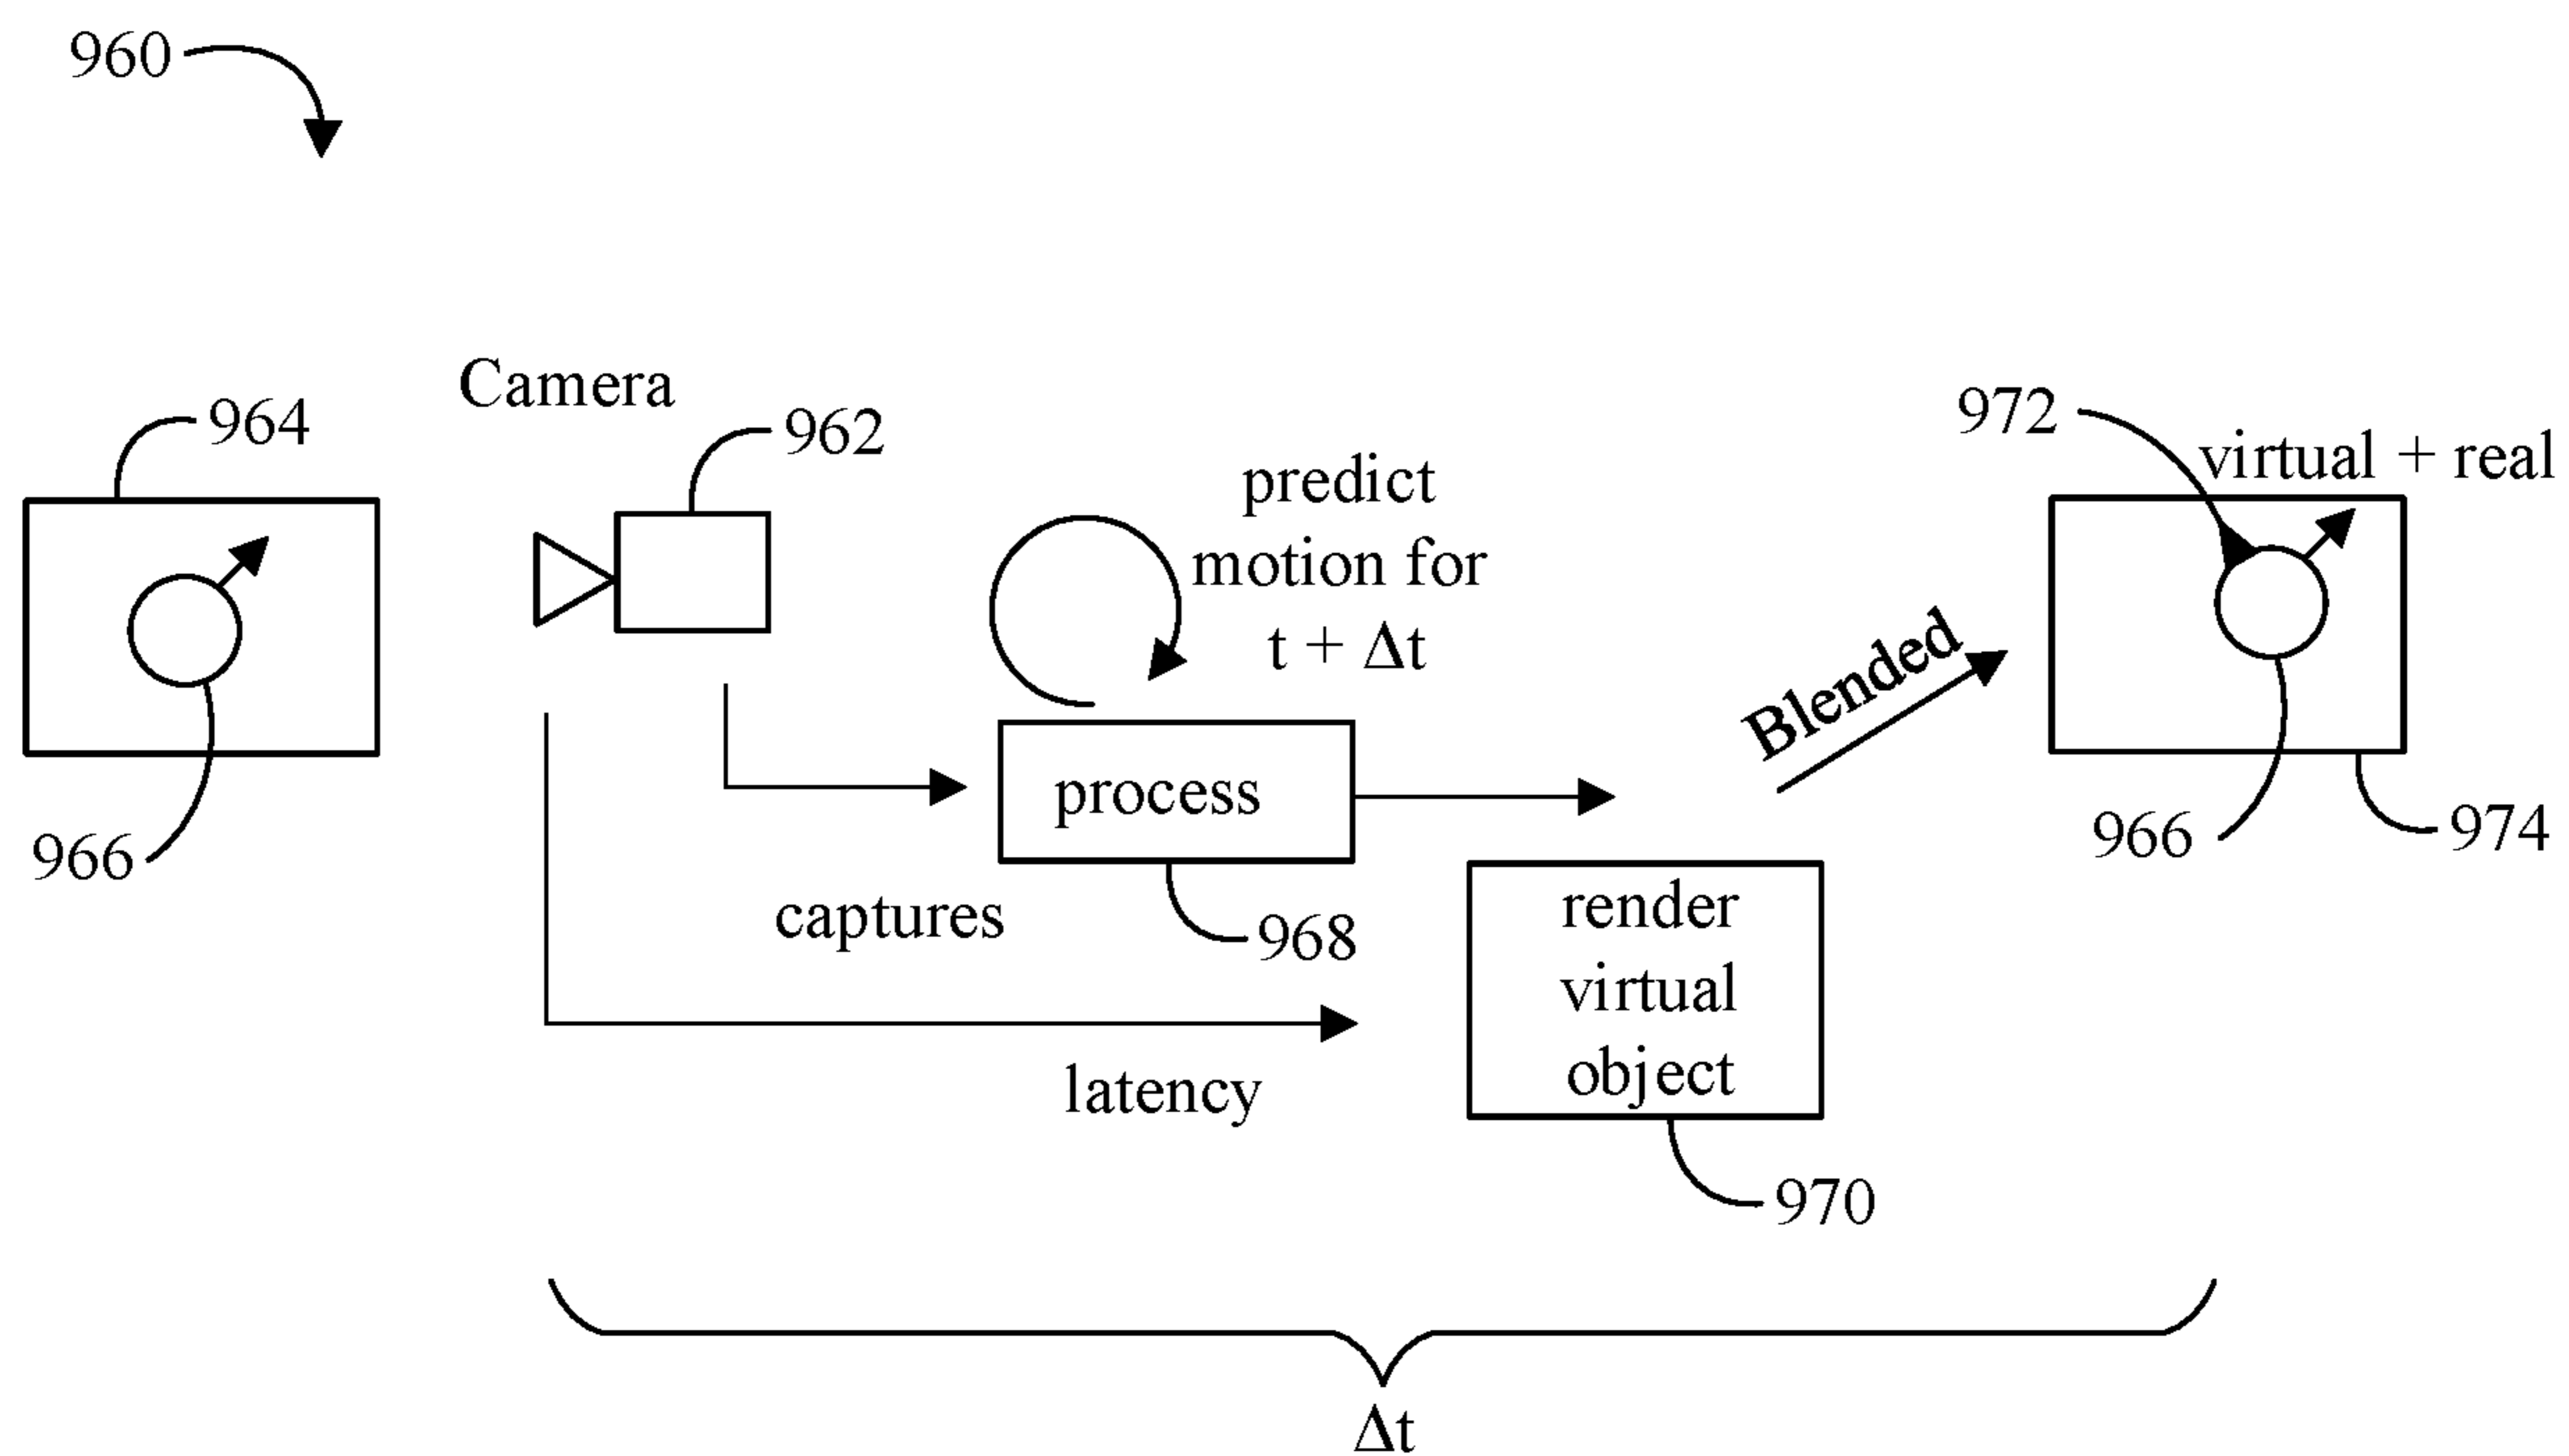 960
Camera
964
962
972
virtual + real
predict
motion for
t + Δt
Blended
process
966
966
974
captures
968
render
virtual
object
latency
970
Δt